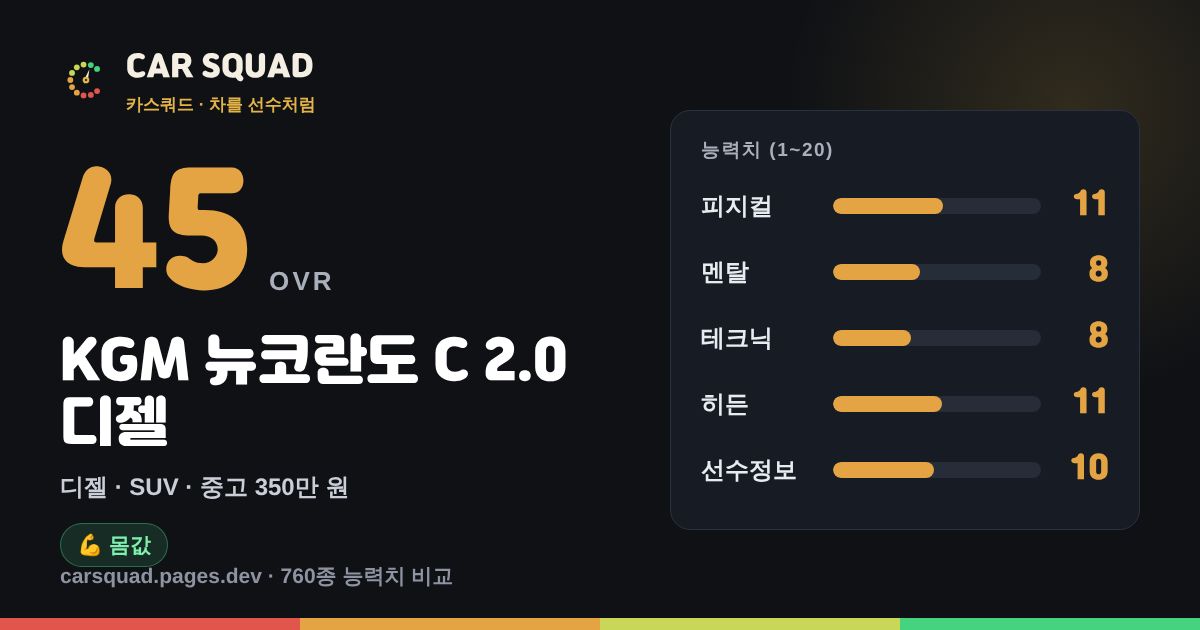 CAR SQUAD
카스쿼드 · 차를 선수처럼
45 OVR
KGM 뉴코란도 C 2.0
디젤
디젤 · SUV · 중고 350만 원
💪 몸값
carsquad.pages.dev · 760종 능력치 비교
능력치 (1~20)
피지컬 11
멘탈 8
테크닉 8
히든 11
선수정보 10